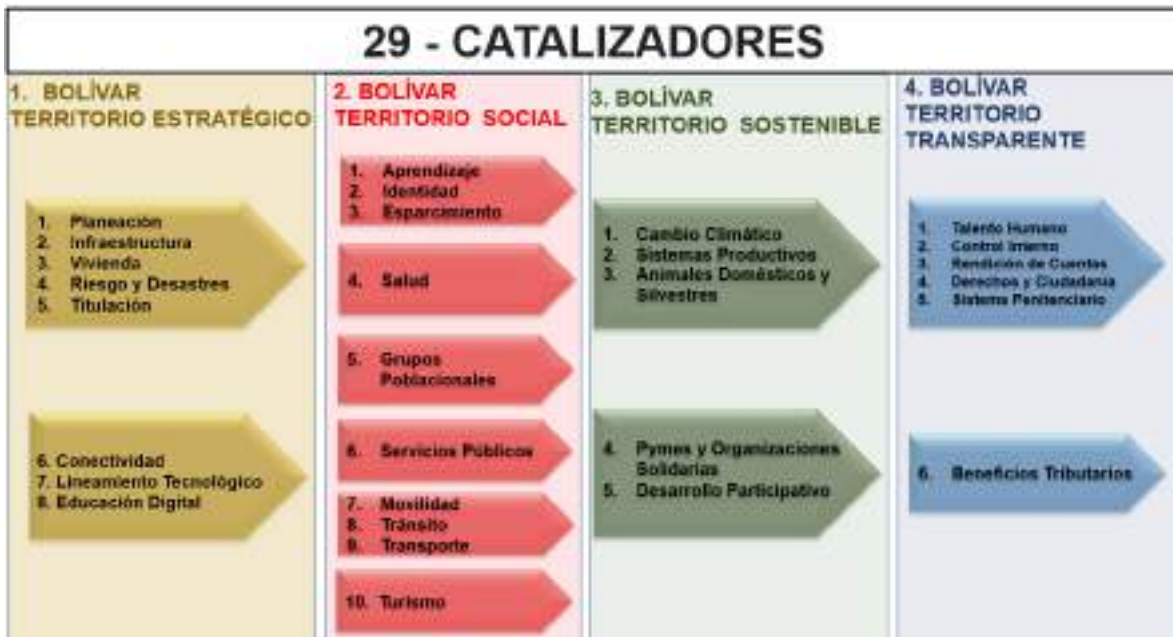 29 - CATALIZADORES
1. BOLÍVAR
TERRITORIO ESTRATÉGICO
1. Planeación
2. Infraestructura
3. Vivienda
4. Riesgo y Desastres
5. Titulación
6. Conectividad
7. Lineamiento Tecnológico
8. Educación Digital
2. BOLÍVAR
TERRITORIO SOCIAL
1. Aprendizaje
2. Identidad
3. Esparcimiento
4. Salud
5. Grupos
Poblacionales
6. Servicios Públicos
7. Movilidad
8. Tránsito
9. Transporte
10. Turismo
3. BOLÍVAR
TERRITORIO SOSTENIBLE
1. Cambio Climático
2. Sistemas Productivos
3. Animales Domésticos y
Silvestres
4. Pymes y Organizaciones
Solidarias
5. Desarrollo Participativo
4. BOLÍVAR
TERRITORIO
TRANSPARENTE
1. Talento Humano
2. Control Interno
3. Rendición de Cuentas
4. Derechos y Ciudadanía
5. Sistema Penitenciario
6. Beneficios Tributarios